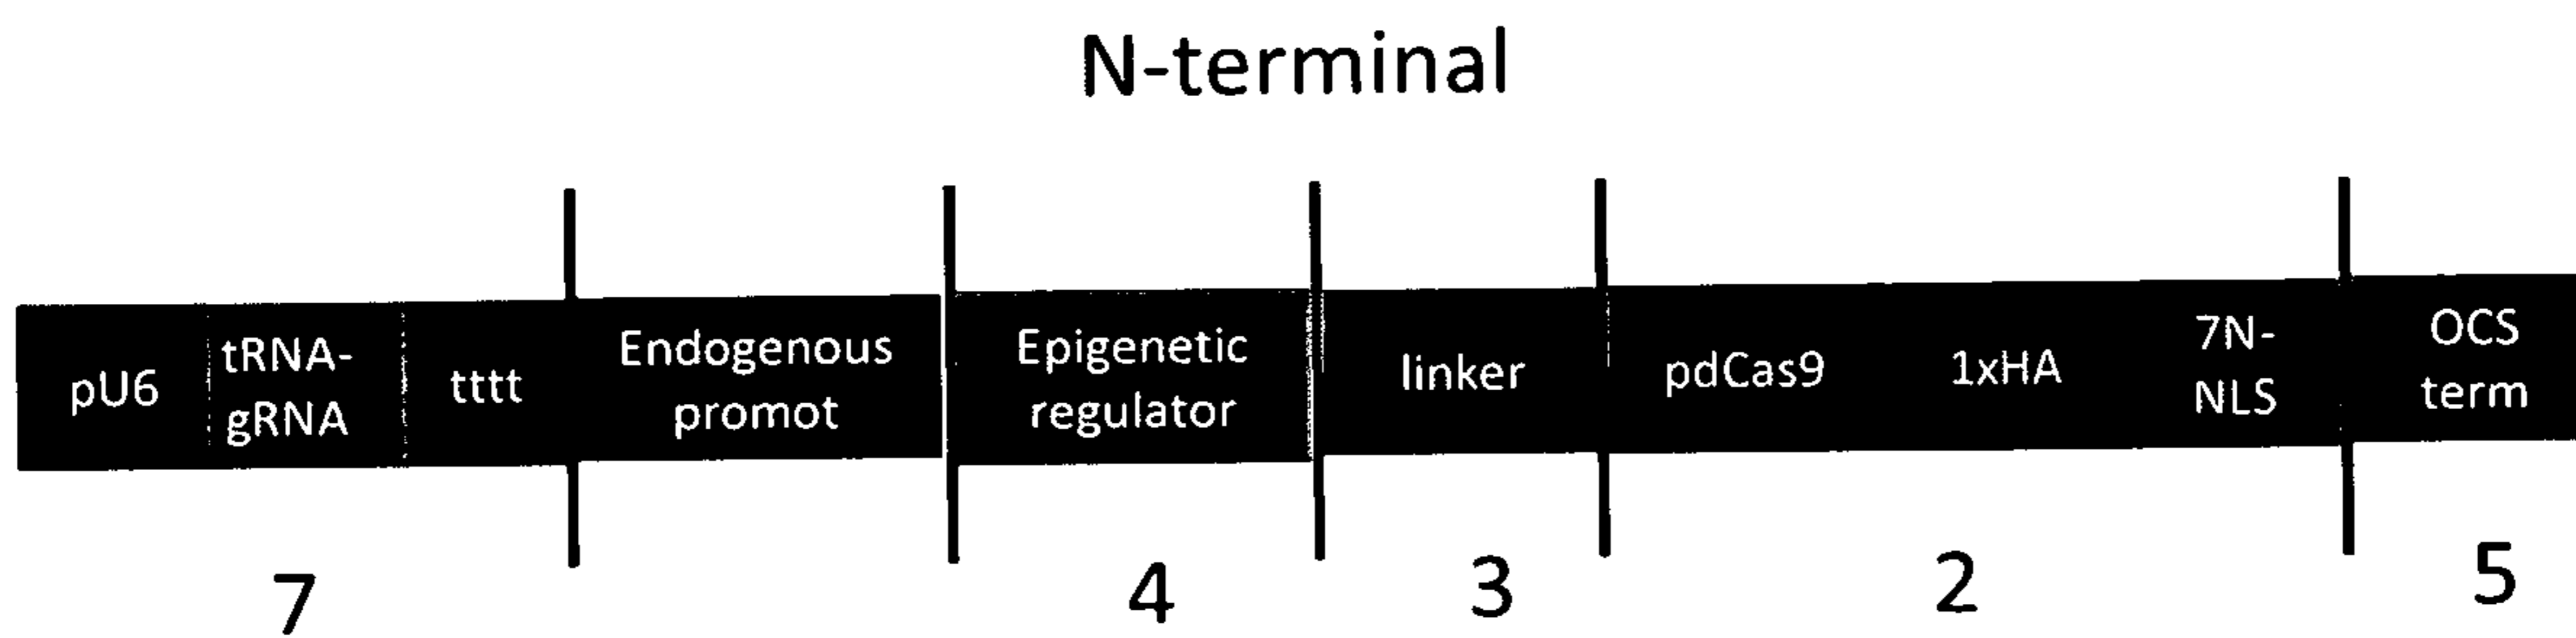 N-terminal
pU6
tRNA-
gRNA
tttt
Endogenous
promot
Epigenetic
regulator
linker
pdCas9
1xHA
7N-
NLS
OCS
term
7
4
3
2
5